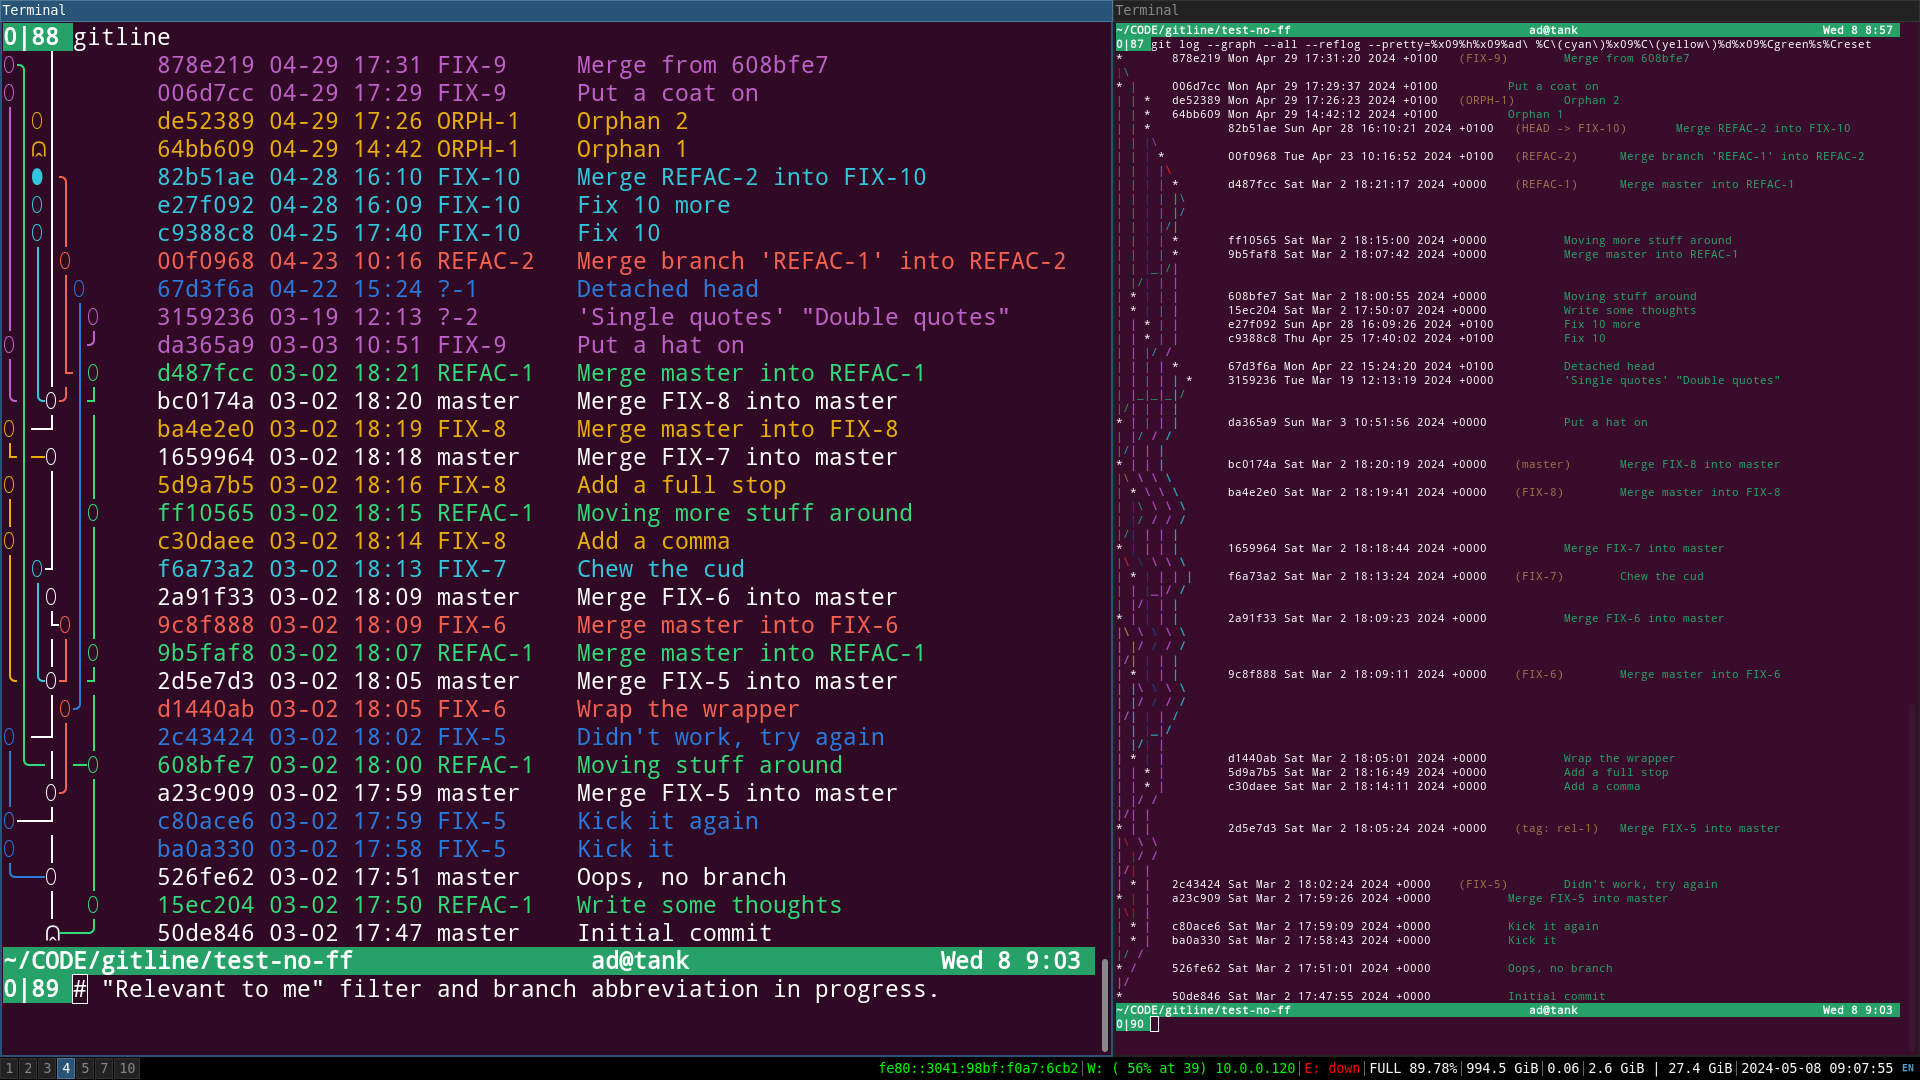 Terminal
0|88 gitline
878e219 04-29 17:31 FIX-9 Merge from 608bfe7
006d7cc 04-29 17:29 FIX-9 Put a coat on
de52389 04-29 17:26 ORPH-1 Orphan 2
64bb609 04-29 14:42 ORPH-1 Orphan 1
82b51ae 04-28 16:10 FIX-10 Merge REFAC-2 into FIX-10
e27f092 04-28 16:09 FIX-10 Fix 10 more
c9388c8 04-25 17:40 FIX-10 Fix 10
00f0968 04-23 10:16 REFAC-2 Merge branch 'REFAC-1' into REFAC-2
67d3f6a 04-22 15:24 ?-1 Detached head
3159236 03-19 12:13 ?-2 'Single quotes' "Double quotes"
da365a9 03-03 10:51 FIX-9 Put a hat on
d487fcc 03-02 18:21 REFAC-1 Merge master into REFAC-1
bc0174a 03-02 18:20 master Merge FIX-8 into master
ba4e2e0 03-02 18:19 FIX-8 Merge master into FIX-8
1659964 03-02 18:18 master Merge FIX-7 into master
5d9a7b5 03-02 18:16 FIX-8 Add a full stop
ff10565 03-02 18:15 REFAC-1 Moving more stuff around
c30daee 03-02 18:14 FIX-8 Add a comma
f6a73a2 03-02 18:13 FIX-7 Chew the cud
2a91f33 03-02 18:09 master Merge FIX-6 into master
9c8f888 03-02 18:09 FIX-6 Merge master into FIX-6
9b5faf8 03-02 18:07 REFAC-1 Merge master into REFAC-1
2d5e7d3 03-02 18:05 master Merge FIX-5 into master
d1440ab 03-02 18:05 FIX-6 Wrap the wrapper
2c43424 03-02 18:02 FIX-5 Didn't work, try again
608bfe7 03-02 18:00 REFAC-1 Moving stuff around
a23c909 03-02 17:59 master Merge FIX-5 into master
c80ace6 03-02 17:59 FIX-5 Kick it again
ba0a330 03-02 17:58 FIX-5 Kick it
526fe62 03-02 17:51 master Oops, no branch
15ec204 03-02 17:50 REFAC-1 Write some thoughts
50de846 03-02 17:47 master Initial commit
~/CODE/gitline/test-no-ff ad@tank Wed 8 9:03
0|89 # "Relevant to me" filter and branch abbreviation in progress.
Terminal
~/CODE/gitline/test-no-ff ad@tank Wed 8 8:57
0|87 git log --graph --all --reflog --pretty=%x09%h%x09%ad\ %C\(cyan\)%x09%C\(yellow\)%d%x09%Cgreen%s%Creset
* 878e219 Mon Apr 29 17:31:20 2024 +0100 (FIX-9) Merge from 608bfe7
* 006d7cc Mon Apr 29 17:29:37 2024 +0100 Put a coat on
* de52389 Mon Apr 29 17:26:23 2024 +0100 (ORPH-1) Orphan 2
* 64bb609 Mon Apr 29 14:42:12 2024 +0100 Orphan 1
* 82b51ae Sun Apr 28 16:10:21 2024 +0100 (HEAD -> FIX-10) Merge REFAC-2 into FIX-10
* 00f0968 Tue Apr 23 10:16:52 2024 +0100 (REFAC-2) Merge branch 'REFAC-1' into REFAC-2
* d487fcc Sat Mar 2 18:21:17 2024 +0000 (REFAC-1) Merge master into REFAC-1
* ff10565 Sat Mar 2 18:15:00 2024 +0000 Moving more stuff around
* 9b5faf8 Sat Mar 2 18:07:42 2024 +0000 Merge master into REFAC-1
* 608bfe7 Sat Mar 2 18:00:55 2024 +0000 Moving stuff around
* 15ec204 Sat Mar 2 17:50:07 2024 +0000 Write some thoughts
* e27f092 Sun Apr 28 16:09:26 2024 +0100 Fix 10 more
* c9388c8 Thu Apr 25 17:40:02 2024 +0100 Fix 10
* 67d3f6a Mon Apr 22 15:24:20 2024 +0100 Detached head
* 3159236 Tue Mar 19 12:13:19 2024 +0000 'Single quotes' "Double quotes"
* da365a9 Sun Mar 3 10:51:56 2024 +0000 Put a hat on
* bc0174a Sat Mar 2 18:20:19 2024 +0000 (master) Merge FIX-8 into master
* ba4e2e0 Sat Mar 2 18:19:41 2024 +0000 (FIX-8) Merge master into FIX-8
* 1659964 Sat Mar 2 18:18:44 2024 +0000 Merge FIX-7 into master
* f6a73a2 Sat Mar 2 18:13:24 2024 +0000 (FIX-7) Chew the cud
* 2a91f33 Sat Mar 2 18:09:23 2024 +0000 Merge FIX-6 into master
* 9c8f888 Sat Mar 2 18:09:11 2024 +0000 (FIX-6) Merge master into FIX-6
* d1440ab Sat Mar 2 18:05:01 2024 +0000 Wrap the wrapper
* 5d9a7b5 Sat Mar 2 18:16:49 2024 +0000 Add a full stop
* c30daee Sat Mar 2 18:14:11 2024 +0000 Add a comma
* 2d5e7d3 Sat Mar 2 18:05:24 2024 +0000 (tag: rel-1) Merge FIX-5 into master
* 2c43424 Sat Mar 2 18:02:24 2024 +0000 (FIX-5) Didn't work, try again
* a23c909 Sat Mar 2 17:59:26 2024 +0000 Merge FIX-5 into master
* c80ace6 Sat Mar 2 17:59:09 2024 +0000 Kick it again
* ba0a330 Sat Mar 2 17:58:43 2024 +0000 Kick it
* 526fe62 Sat Mar 2 17:51:01 2024 +0000 Oops, no branch
* 50de846 Sat Mar 2 17:47:55 2024 +0000 Initial commit
~/CODE/gitline/test-no-ff ad@tank Wed 8 9:03
0|90
1 2 3 4 5 7 10 fe80::3041:98bf:f0a7:6cb2|W: ( 56% at 39) 10.0.0.120|E: down|FULL 89.78%|994.5 GiB|0.06|2.6 GiB | 27.4 GiB|2024-05-08 09:07:55 EN